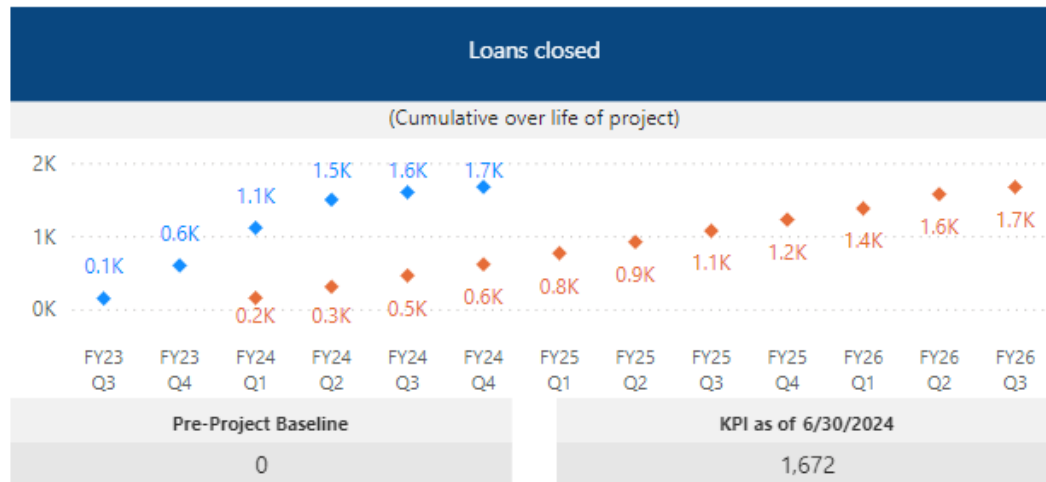 Loans closed
(Cumulative over life of project)
2K
1.5K 1.6K 1.7K
1.1K
1K
0.6K
0.1K
0.2K 0.3K 0.5K 0.6K 0.8K 0.9K 1.1K 1.2K 1.4K 1.6K 1.7K
0K
FY23 FY23 FY24 FY24 FY24 FY24 FY25 FY25 FY25 FY25 FY26 FY26 FY26
Q3 Q4 Q1 Q2 Q3 Q4 Q1 Q2 Q3 Q4 Q1 Q2 Q3
Pre-Project Baseline KPI as of 6/30/2024
0 1,672